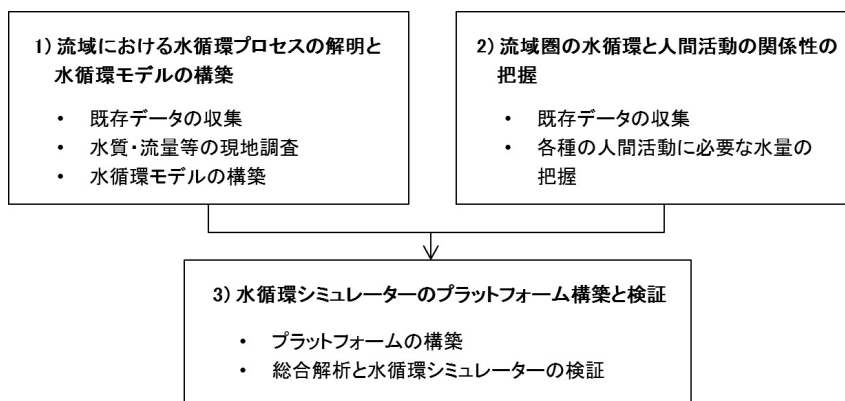 1) 流域における水循環プロセスの解明と
水循環モデルの構築
• 既存データの収集
• 水質・流量等の現地調査
• 水循環モデルの構築
2) 流域圏の水循環と人間活動の関係性の
把握
• 既存データの収集
• 各種の人間活動に必要な水量の
把握
3) 水循環シミュレーターのプラットフォーム構築と検証
• プラットフォームの構築
• 総合解析と水循環シミュレーターの検証